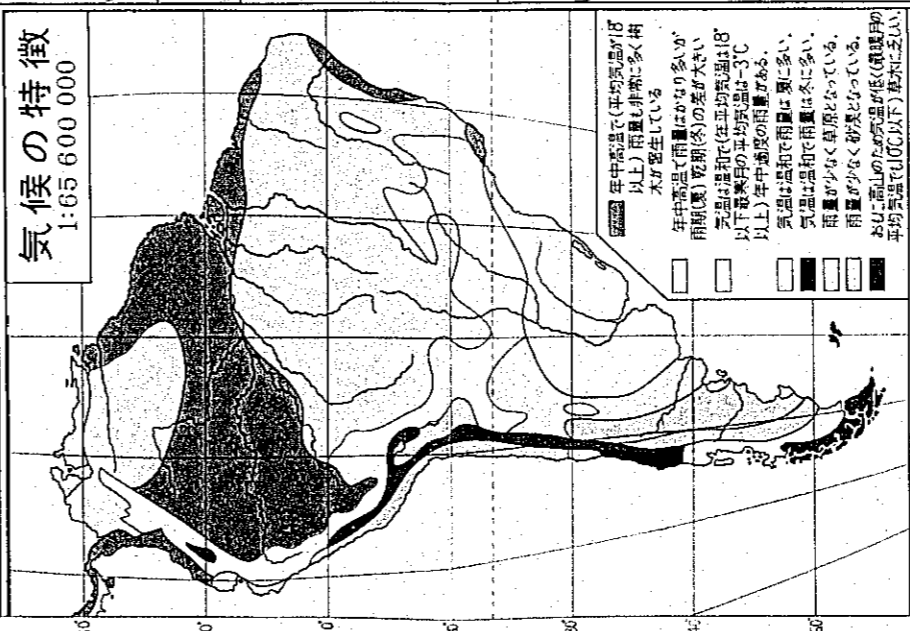 気候の特徴
1:65 600 000
年中高温で(平均気温が18°
以上)雨量も非常に多く樹
木が密生している
年中高温で雨量はかなり多いが
雨期(夏)乾期(冬)の差が大きい
気温は温和で(年平均気温は18°
以下最寒月の平均気温は-3°C
以上)年中適度の雨量がある.
気温は温和で雨量は夏に多い.
気温は温和で雨量は冬に多い.
雨量が少なく草原となっている.
雨量が少なく砂漠となっている.
おもに高山のため気温が低く(最暖月の
平均気温でも10°C以下)草木に乏しい.
10°
0°
10
20
30
40
50